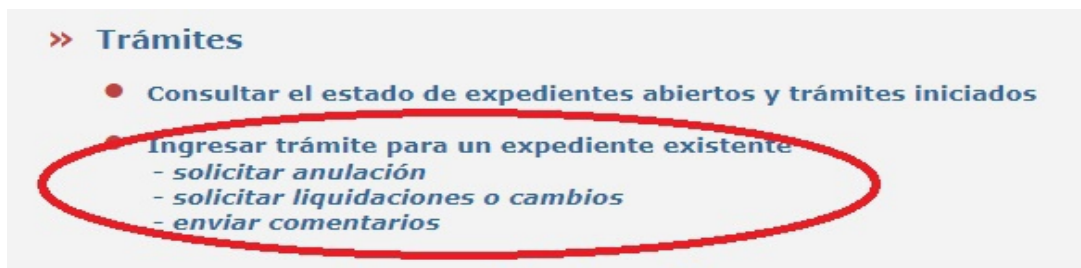 » Trámites
Consultar el estado de expedientes abiertos y trámites iniciados
Ingresar trámite para un expediente existente
- solicitar anulación
- solicitar liquidaciones o cambios
- enviar comentarios